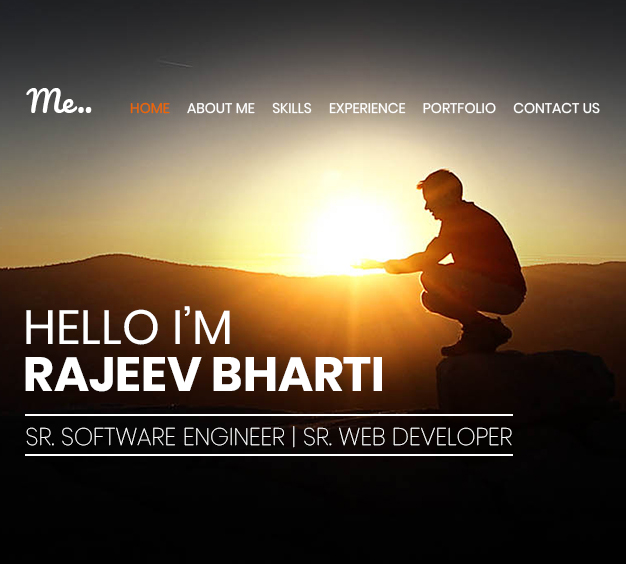 Me..
HOME ABOUT ME SKILLS EXPERIENCE PORTFOLIO CONTACT US
HELLO I’M
RAJEEV BHARTI
SR. SOFTWARE ENGINEER | SR. WEB DEVELOPER